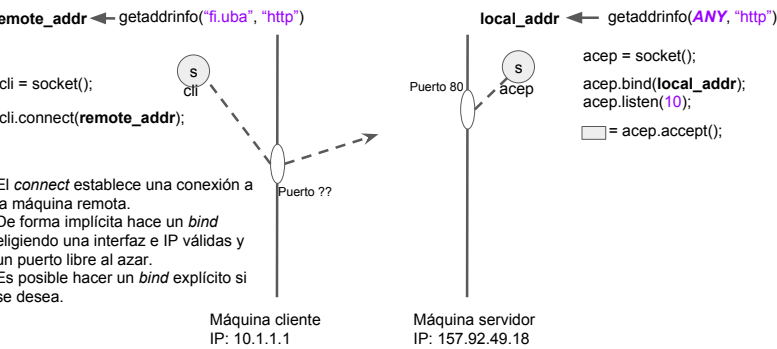 remote_addr getaddrinfo("fi.uba", "http")
cli = socket();
cli.connect(remote_addr);
s
cli
Puerto ??
El connect establece una conexión a
la máquina remota.
De forma implícita hace un bind
eligiendo una interfaz e IP válidas y
un puerto libre al azar.
Es posible hacer un bind explícito si
se desea.
Máquina cliente
IP: 10.1.1.1
local_addr getaddrinfo(ANY, "http")
Puerto 80
s
acep
acep = socket();
acep.bind(local_addr);
acep.listen(10);
= acep.accept();
Máquina servidor
IP: 157.92.49.18